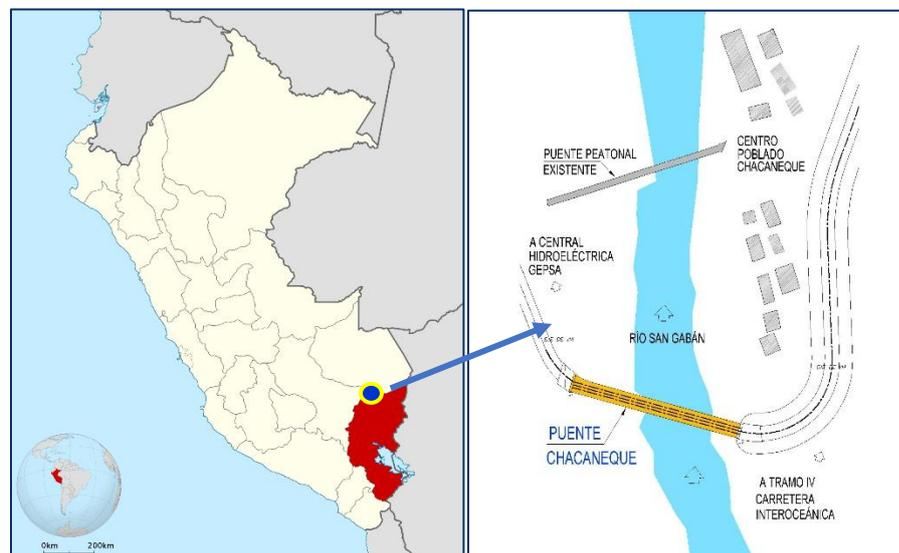 0km 200km
PUENTE PEATONAL
EXISTENTE
CENTRO
POBLADO
CHACANEQUE
A CENTRAL
HIDROELÉCTRICA
GEPSA
RÍO SAN GABÁN
PUENTE
CHACANEQUE
A TRAMO IV
CARRETERA
INTEROCEÁNICA